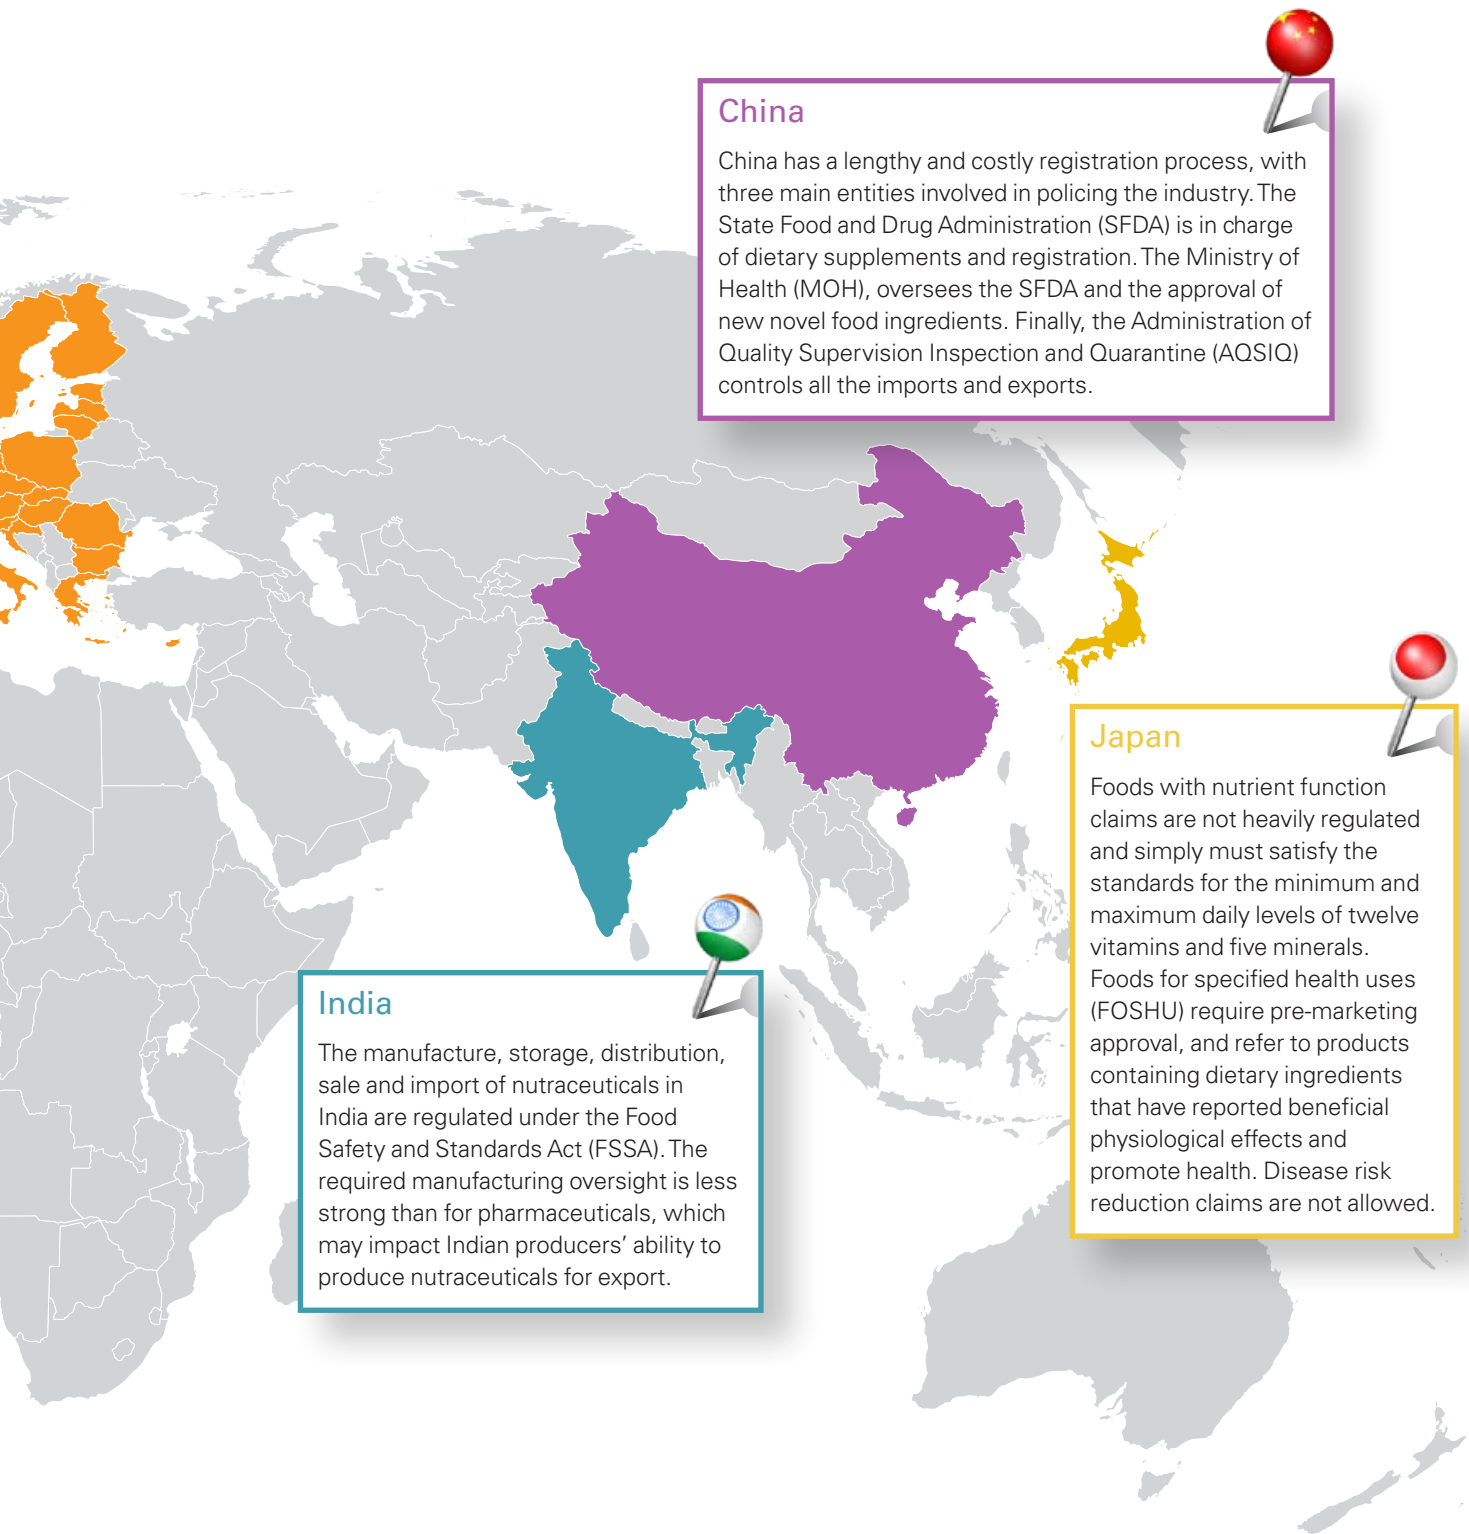 China
China has a lengthy and costly registration process, with
three main entities involved in policing the industry. The
State Food and Drug Administration (SFDA) is in charge
of dietary supplements and registration. The Ministry of
Health (MOH), oversees the SFDA and the approval of
new novel food ingredients. Finally, the Administration of
Quality Supervision Inspection and Quarantine (AQSIQ)
controls all the imports and exports.
Japan
Foods with nutrient function
claims are not heavily regulated
and simply must satisfy the
standards for the minimum and
maximum daily levels of twelve
vitamins and five minerals.
Foods for specified health uses
(FOSHU) require pre-marketing
approval, and refer to products
containing dietary ingredients
that have reported beneficial
physiological effects and
promote health. Disease risk
reduction claims are not allowed.
India
The manufacture, storage, distribution,
sale and import of nutraceuticals in
India are regulated under the Food
Safety and Standards Act (FSSA). The
required manufacturing oversight is less
strong than for pharmaceuticals, which
may impact Indian producers’ ability to
produce nutraceuticals for export.